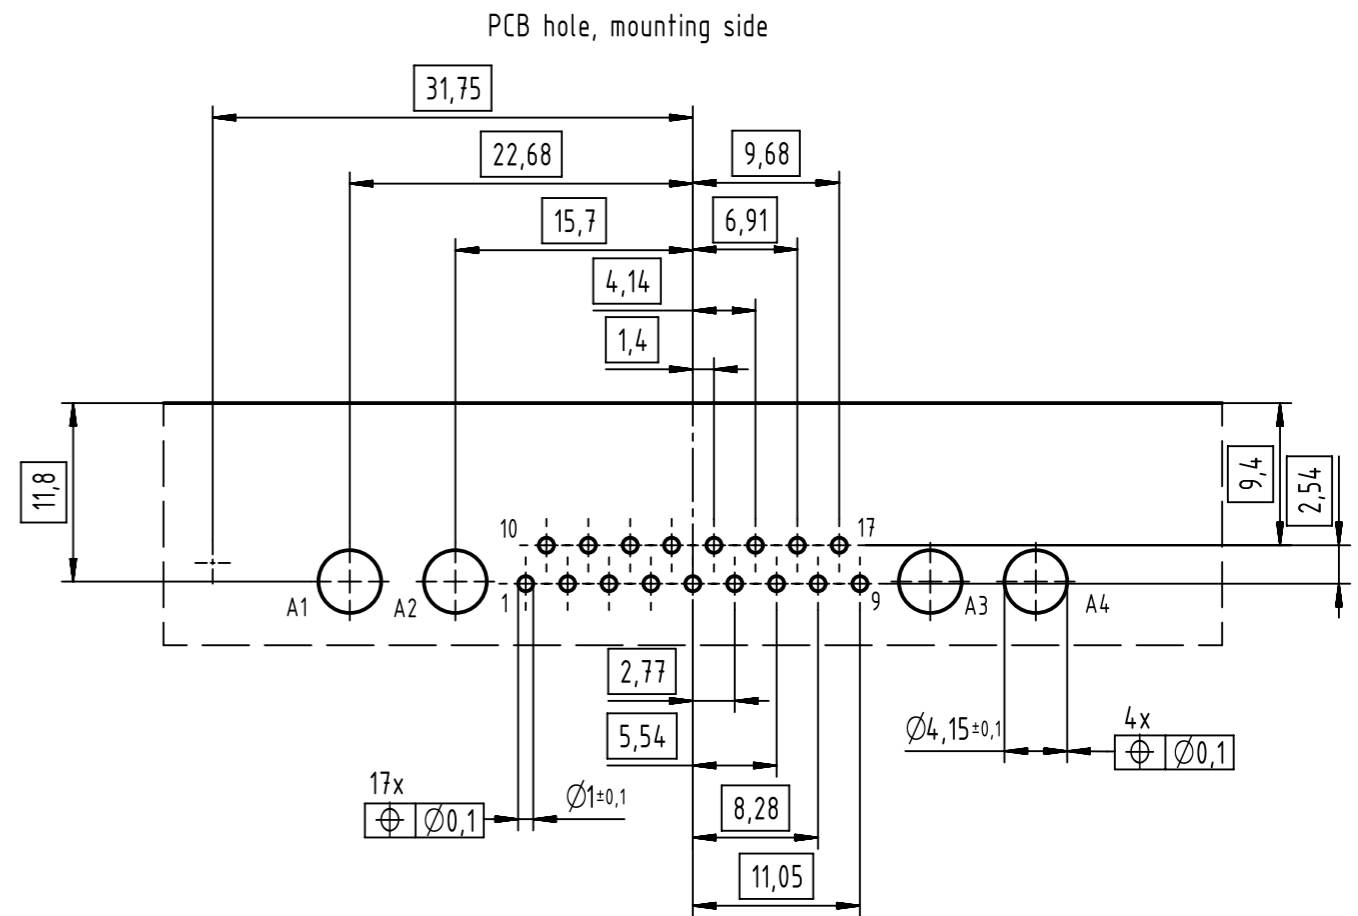 PCB hole, mounting side
31,75
22,68
9,68
15,7
6,91
4,14
1,4
11,8
9,4
2,54
10
17
A1
A2
1
9
A3
A4
2,77
5,54
Ø4,15±0,1
4x
⌖ Ø0,1
17x
⌖ Ø0,1
Ø1±0,1
8,28
11,05